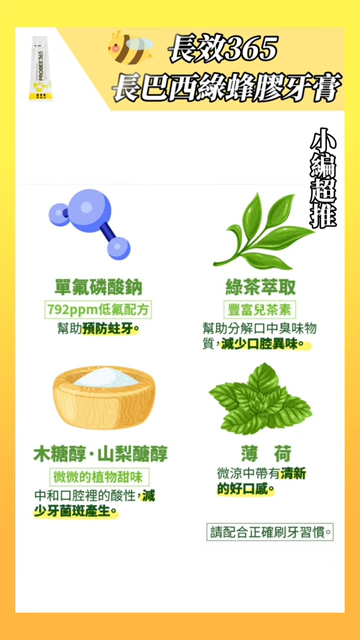 長效365
長巴西綠蜂膠牙膏
小編超推
PROBEE365
單氟磷酸鈉
792ppm低氟配方
幫助預防蛀牙。
綠茶萃取
豐富兒茶素
幫助分解口中臭味物
質，減少口腔異味。
木糖醇·山梨醣醇
微微的植物甜味
中和口腔裡的酸性，減
少牙菌斑產生。
薄 荷
微涼中帶有清新
的好口感。
請配合正確刷牙習慣。